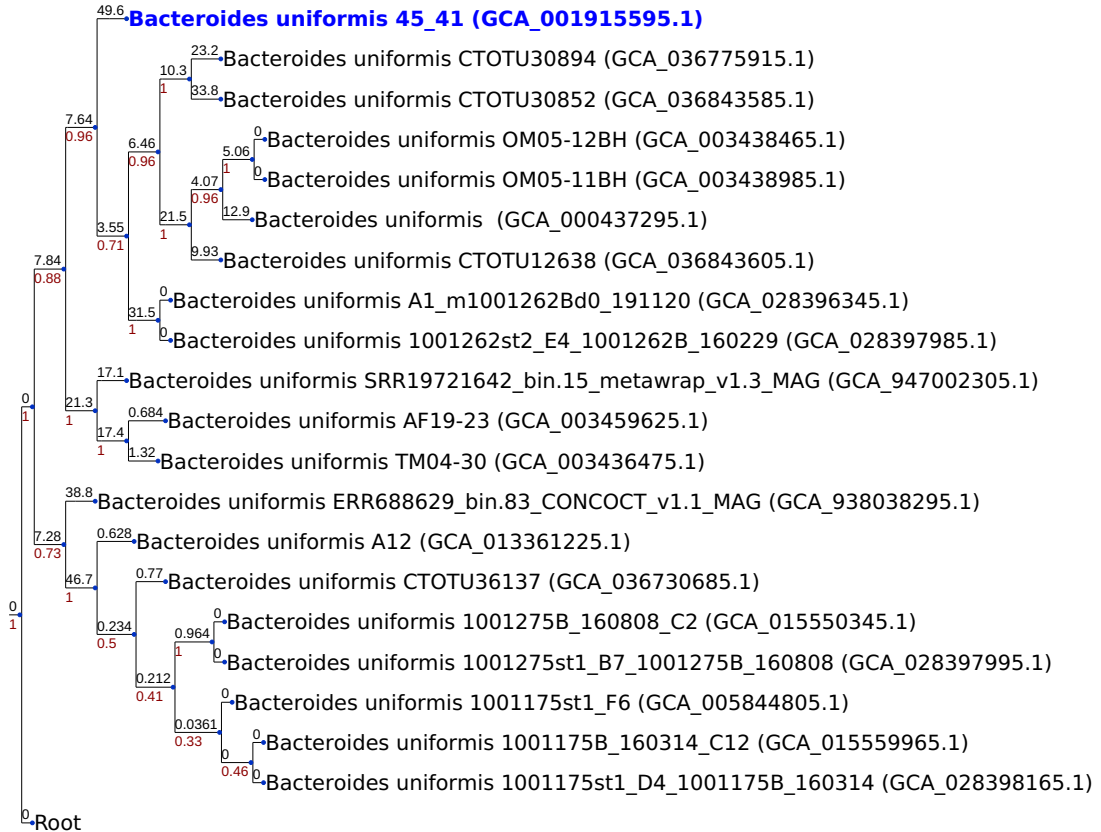 49.6
Bacteroides uniformis 45_41 (GCA_001915595.1)
23.2
Bacteroides uniformis CTOTU30894 (GCA_036775915.1)
10.3
1
33.8
Bacteroides uniformis CTOTU30852 (GCA_036843585.1)
7.64
0.96
0
Bacteroides uniformis OM05-12BH (GCA_003438465.1)
6.46
0.96
5.06
1
0
Bacteroides uniformis OM05-11BH (GCA_003438985.1)
4.07
0.96
21.5
1
12.9
Bacteroides uniformis  (GCA_000437295.1)
3.55
0.71
9.93
Bacteroides uniformis CTOTU12638 (GCA_036843605.1)
7.84
0.88
0
Bacteroides uniformis A1_m1001262Bd0_191120 (GCA_028396345.1)
31.5
1
0
Bacteroides uniformis 1001262st2_E4_1001262B_160229 (GCA_028397985.1)
17.1
Bacteroides uniformis SRR19721642_bin.15_metawrap_v1.3_MAG (GCA_947002305.1)
0
1
21.3
1
0.684
Bacteroides uniformis AF19-23 (GCA_003459625.1)
17.4
1
1.32
Bacteroides uniformis TM04-30 (GCA_003436475.1)
38.8
Bacteroides uniformis ERR688629_bin.83_CONCOCT_v1.1_MAG (GCA_938038295.1)
7.28
0.73
0.628
Bacteroides uniformis A12 (GCA_013361225.1)
46.7
1
0.77
Bacteroides uniformis CTOTU36137 (GCA_036730685.1)
0
1
0.234
0.5
0
Bacteroides uniformis 1001275B_160808_C2 (GCA_015550345.1)
0.964
1
0
Bacteroides uniformis 1001275st1_B7_1001275B_160808 (GCA_028397995.1)
0.212
0.41
0
Bacteroides uniformis 1001175st1_F6 (GCA_005844805.1)
0.0361
0.33
0
Bacteroides uniformis 1001175B_160314_C12 (GCA_015559965.1)
0
0.46
0
Bacteroides uniformis 1001175st1_D4_1001175B_160314 (GCA_028398165.1)
0
Root